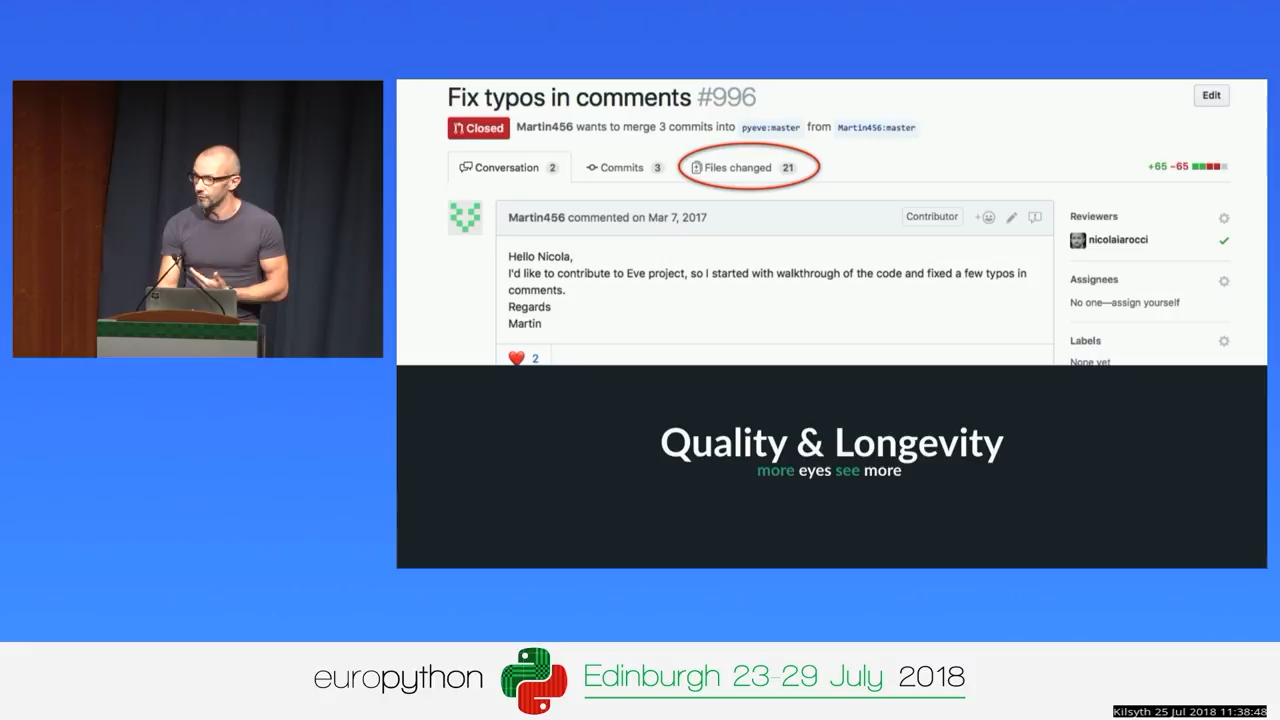 Fix typos in comments #996
Edit
Closed Martin456 wants to merge 3 commits into pyeve:master from Martin456:master
Conversation 2 Commits 3 Files changed 21
+65 −65
Martin456 commented on Mar 7, 2017
Contributor
Hello Nicola,
I'd like to contribute to Eve project, so I started with walkthrough of the code and fixed a few typos in
comments.
Regards
Martin
2
Reviewers
nicolaiarocci
Assignees
No one—assign yourself
Labels
None yet
Quality & Longevity
more eyes see more
europython Edinburgh 23-29 July 2018
Kilsyth 25 Jul 2018 11:38:48